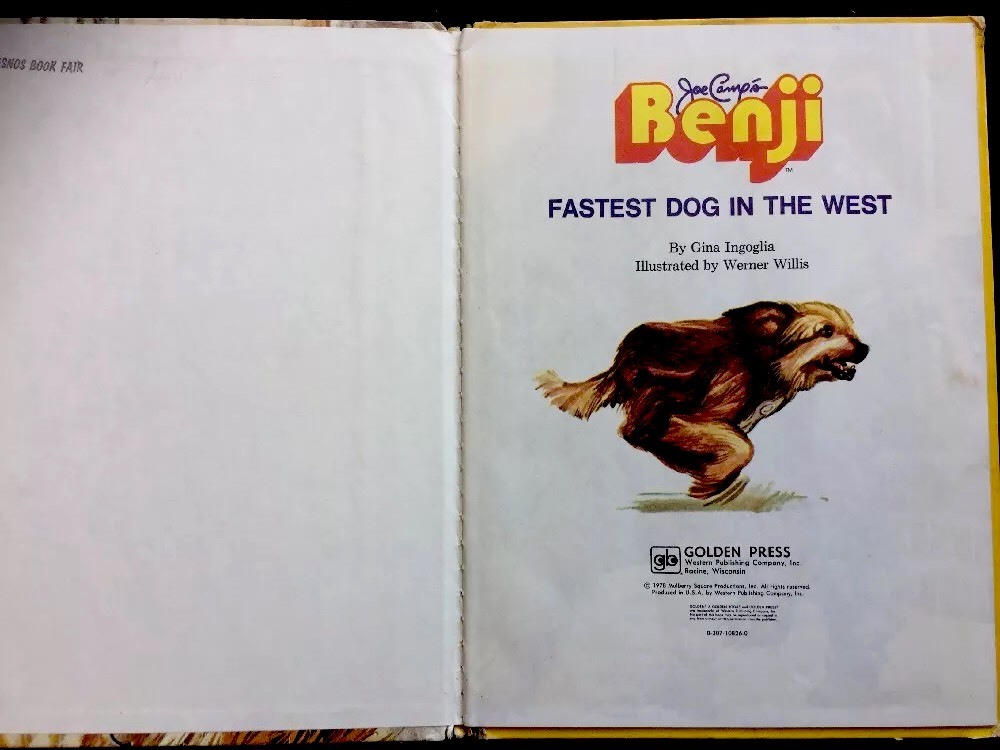 ESNOS BOOK FAIR
Joe Camp's
Benji
TM
FASTEST DOG IN THE WEST
By Gina Ingoglia
Illustrated by Werner Willis
GOLDEN PRESS
Western Publishing Company, Inc.
Racine, Wisconsin
© 1978 Mulberry Square Productions, Inc. All rights reserved.
Produced in U.S.A. by Western Publishing Company, Inc.